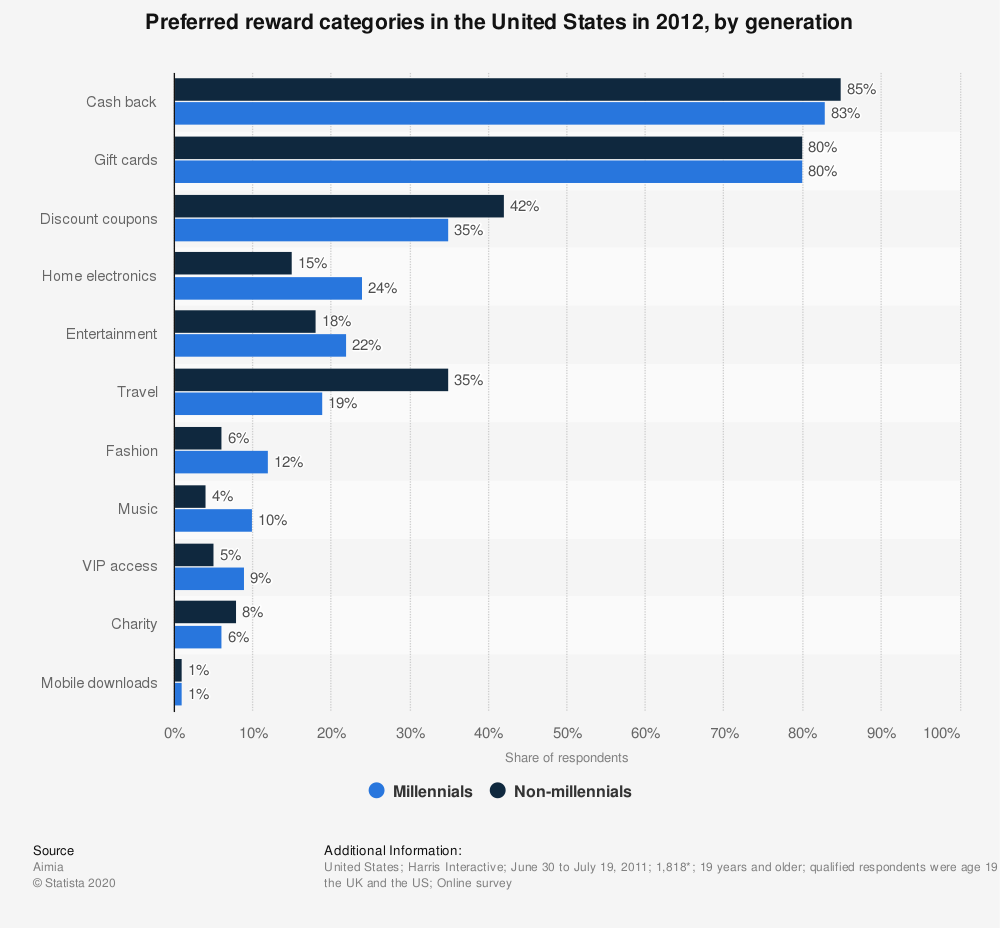 Preferred reward categories in the United States in 2012, by generation
Cash back
85%
83%
Gift cards
80%
80%
Discount coupons
42%
35%
Home electronics
15%
24%
Entertainment
18%
22%
Travel
35%
19%
Fashion
6%
12%
Music
4%
10%
VIP access
5%
9%
Charity
8%
6%
Mobile downloads
1%
1%
0% 10% 20% 30% 40% 50% 60% 70% 80% 90% 100%
Share of respondents
Millennials Non-millennials
Source
Aimia
© Statista 2020
Additional Information:
United States; Harris Interactive; June 30 to July 19, 2011; 1,818*; 19 years and older; qualified respondents were age 19
the UK and the US; Online survey